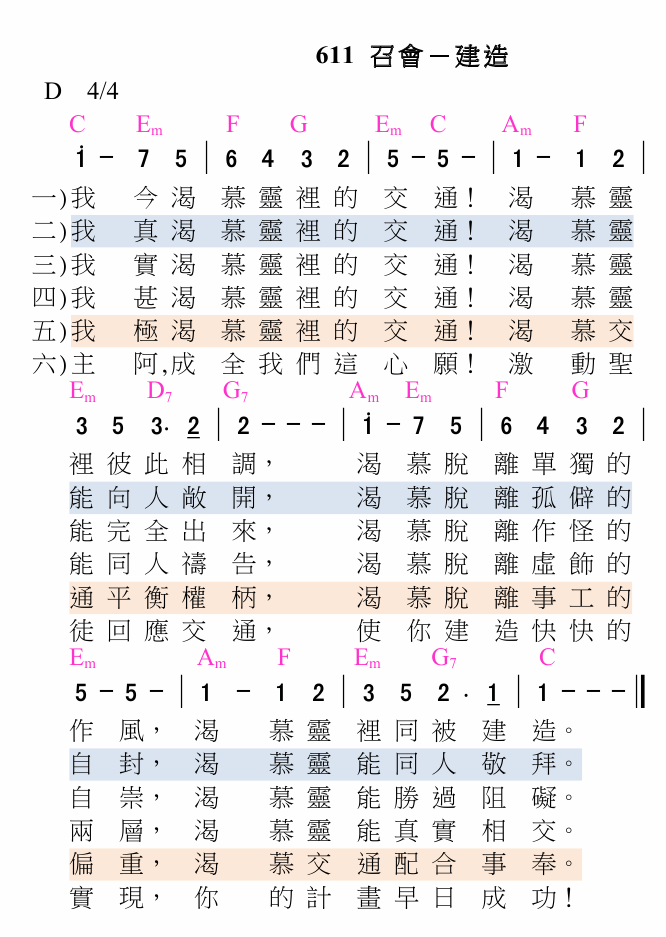 611 召會－建造
D 4/4
C Em F G Em C Am F
i － 7 5 | 6 4 3 2 | 5 － 5 － | 1 － 1 2 |
一)我 今 渴 慕 靈 裡 的 交 通! 渴 慕 靈
二)我 真 渴 慕 靈 裡 的 交 通! 渴 慕 靈
三)我 實 渴 慕 靈 裡 的 交 通! 渴 慕 靈
四)我 甚 渴 慕 靈 裡 的 交 通! 渴 慕 靈
五)我 極 渴 慕 靈 裡 的 交 通! 渴 慕 交
六)主 阿,成 全 我 們 這 心 願! 激 動 聖
Em D7 G7 Am Em F G
3 5 3· 2 | 2 － － － | i － 7 5 | 6 4 3 2 |
裡 彼 此 相 調， 渴 慕 脫 離 單 獨 的
能 向 人 敞 開， 渴 慕 脫 離 孤 僻 的
能 完 全 出 來， 渴 慕 脫 離 作 怪 的
能 同 人 禱 告， 渴 慕 脫 離 虛 飾 的
通 平 衡 權 柄， 渴 慕 脫 離 事 工 的
徒 回 應 交 通， 使 你 建 造 快 快 的
Em Am F Em G7 C
5 － 5 － | 1 － 1 2 | 3 5 2 · 1 | 1 － － － ‖
作 風， 渴 慕 靈 裡 同 被 建 造。
自 封， 渴 慕 靈 能 同 人 敬 拜。
自 崇， 渴 慕 靈 能 勝 過 阻 礙。
兩 層， 渴 慕 靈 能 真 實 相 交。
偏 重， 渴 慕 交 通 配 合 事 奉。
實 現， 你 的 計 畫 早 日 成 功!